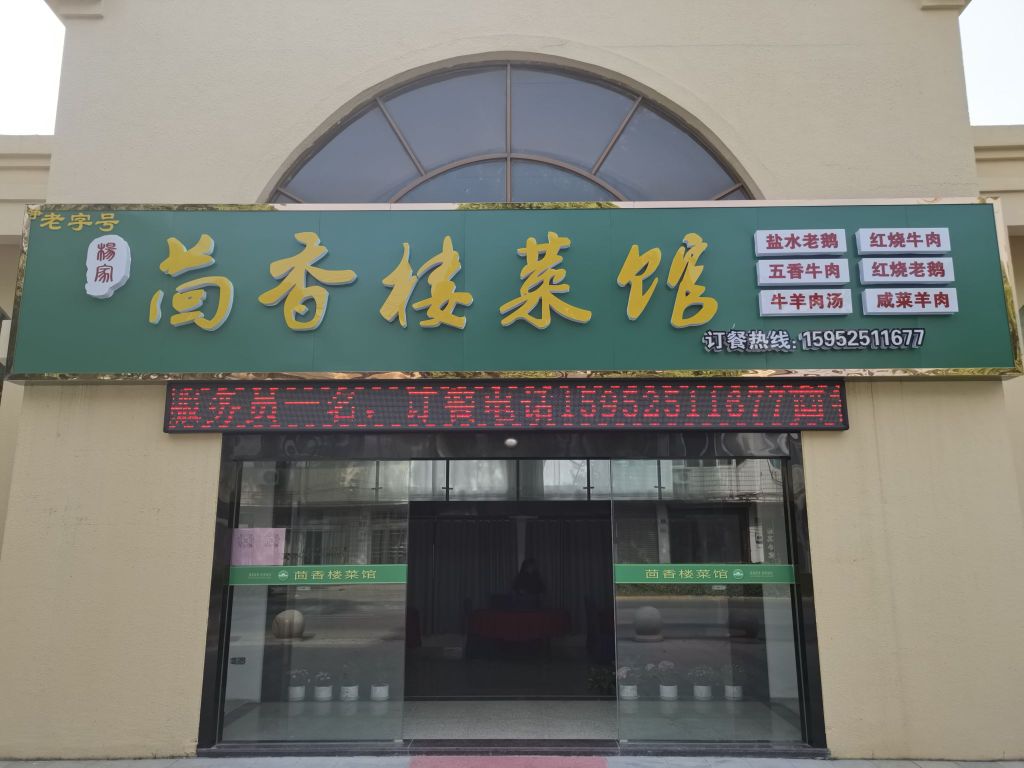 老字号
楊家
茴香楼菜馆
盐水老鹅 红烧牛肉
五香牛肉 红烧老鹅
牛羊肉汤 咸菜羊肉
订餐热线:15952511677
服务员一名，订餐电话15952511677
茴香楼菜馆
茴香楼菜馆